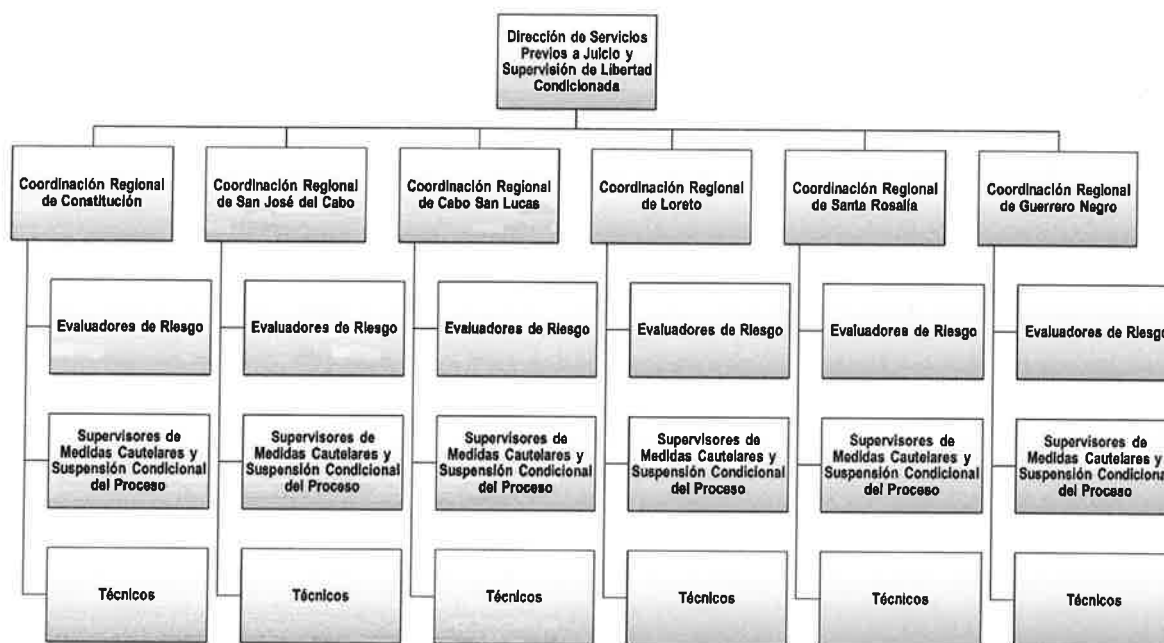 Dirección de Servicios
Previos a Juicio y
Supervisión de Libertad
Condicionada
Coordinación Regional
de Constitución
Coordinación Regional
de San José del Cabo
Coordinación Regional
de Cabo San Lucas
Coordinación Regional
de Loreto
Coordinación Regional
de Santa Rosalía
Coordinación Regional
de Guerrero Negro
Evaluadores de Riesgo
Evaluadores de Riesgo
Evaluadores de Riesgo
Evaluadores de Riesgo
Evaluadores de Riesgo
Evaluadores de Riesgo
Supervisores de
Medidas Cautelares y
Suspensión Condicional
del Proceso
Supervisores de
Medidas Cautelares y
Suspensión Condicional
del Proceso
Supervisores de
Medidas Cautelares y
Suspensión Condicional
del Proceso
Supervisores de
Medidas Cautelares y
Suspensión Condicional
del Proceso
Supervisores de
Medidas Cautelares y
Suspensión Condicional
del Proceso
Supervisores de
Medidas Cautelares y
Suspensión Condicional
del Proceso
Técnicos
Técnicos
Técnicos
Técnicos
Técnicos
Técnicos